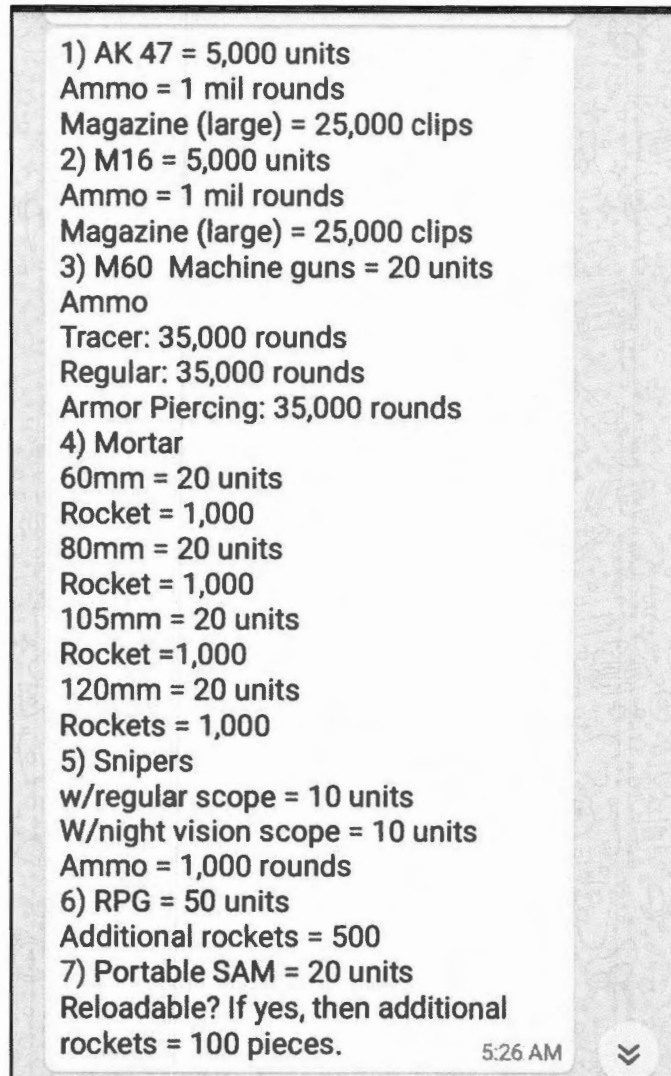 1) AK 47 = 5,000 units
Ammo = 1 mil rounds
Magazine (large) = 25,000 clips
2) M16 = 5,000 units
Ammo = 1 mil rounds
Magazine (large) = 25,000 clips
3) M60  Machine guns = 20 units
Ammo
Tracer: 35,000 rounds
Regular: 35,000 rounds
Armor Piercing: 35,000 rounds
4) Mortar
60mm = 20 units
Rocket = 1,000
80mm = 20 units
Rocket = 1,000
105mm = 20 units
Rocket =1,000
120mm = 20 units
Rockets = 1,000
5) Snipers
w/regular scope = 10 units
W/night vision scope = 10 units
Ammo = 1,000 rounds
6) RPG = 50 units
Additional rockets = 500
7) Portable SAM = 20 units
Reloadable? If yes, then additional
rockets = 100 pieces.
5:26 AM